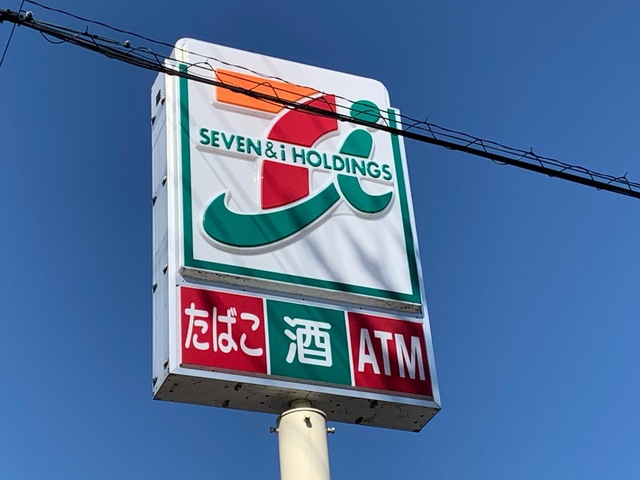 SEVEN&i HOLDINGS
たばこ 酒 ATM